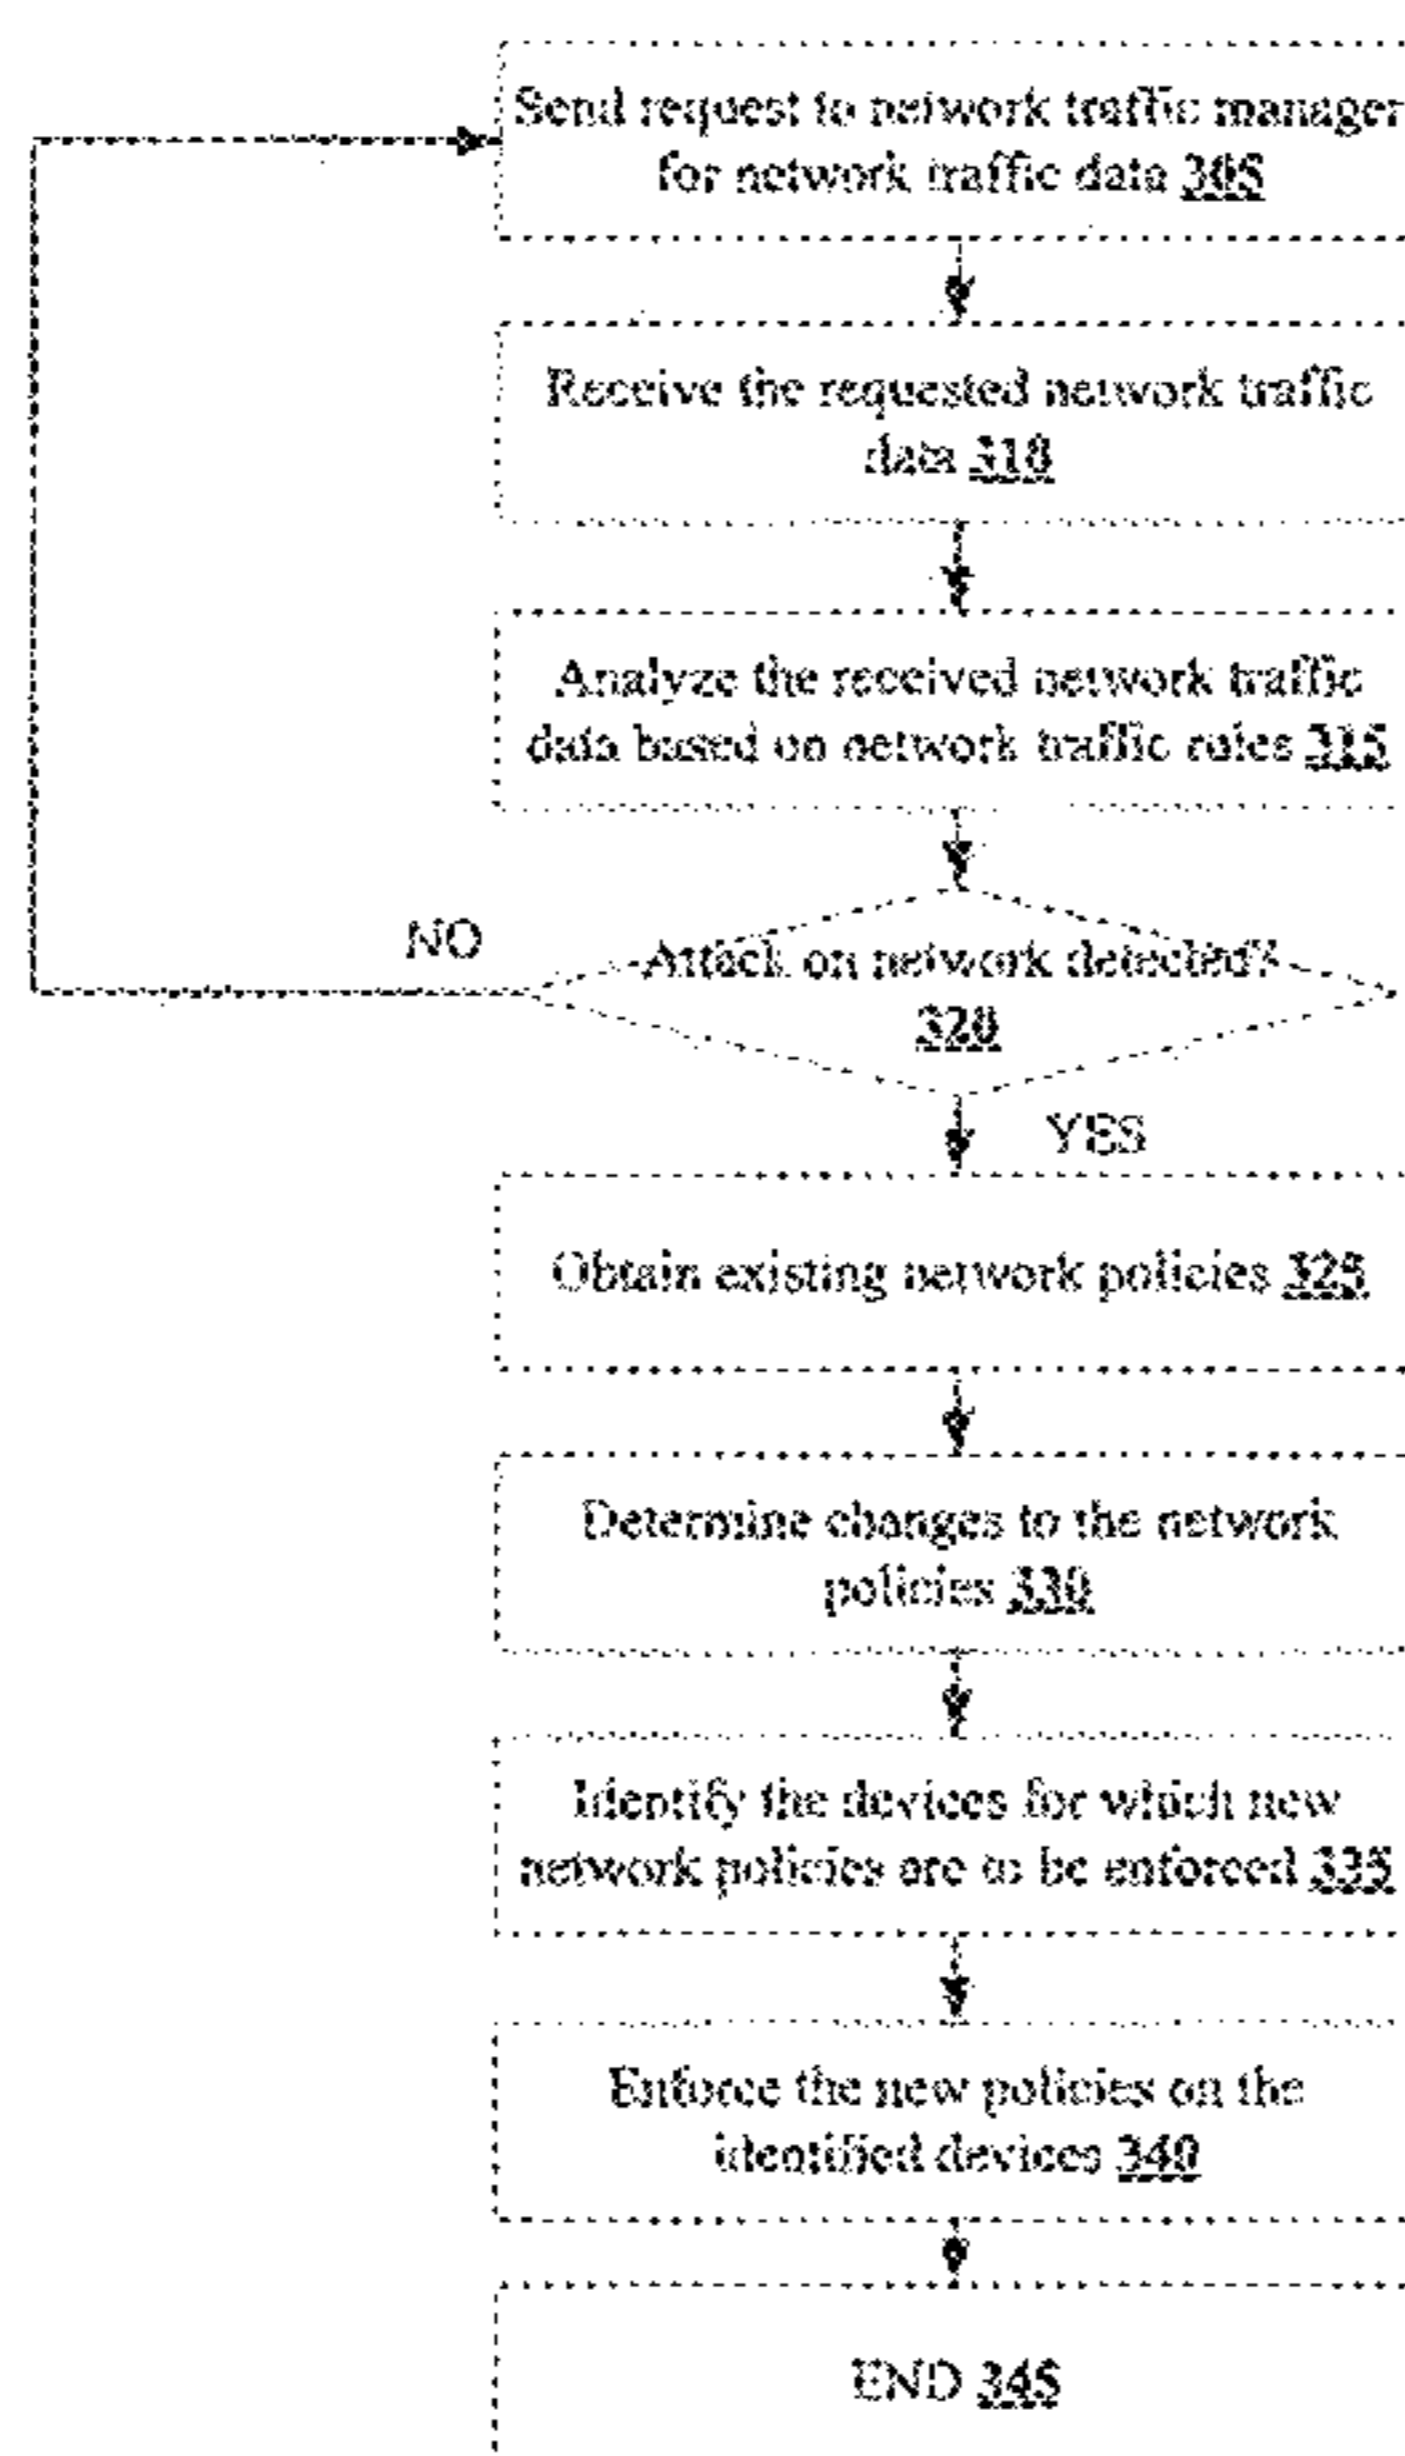 Send request to network traffic manager
for network traffic data 305
Receive the requested network traffic
data 310
Analyze the received network traffic
data based on network traffic rules 315
NO
Attack on network detected?
320
YES
Obtain existing network policies 325
Determine changes to the network
policies 330
Identify the devices for which new
network policies are to be enforced 335
Enforce the new policies on the
identified devices 340
END 345